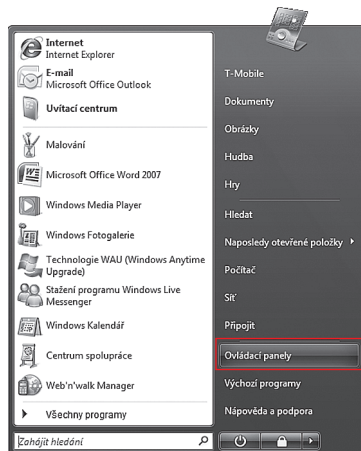 Internet
Internet Explorer
E-mail
Microsoft Office Outlook
Uvítací centrum
Malování
Microsoft Office Word 2007
Windows Media Player
Windows Fotogalerie
Technologie WAU (Windows Anytime
Upgrade)
Stažení programu Windows Live
Messenger
Windows Kalendář
Centrum spolupráce
Web'n'walk Manager
Všechny programy
Zahájit hledání
T-Mobile
Dokumenty
Obrázky
Hudba
Hry
Hledat
Naposledy otevřené položky
Počítač
Síť
Připojit
Ovládací panely
Výchozí programy
Nápověda a podpora